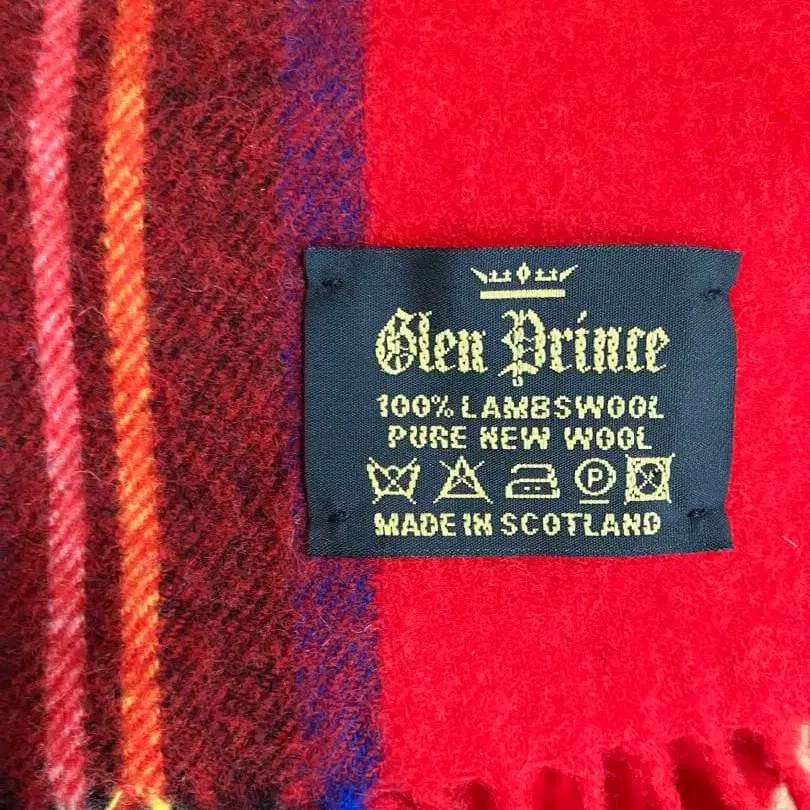 Glen Prince
100% LAMBSWOOL
PURE NEW WOOL
P
MADE IN SCOTLAND